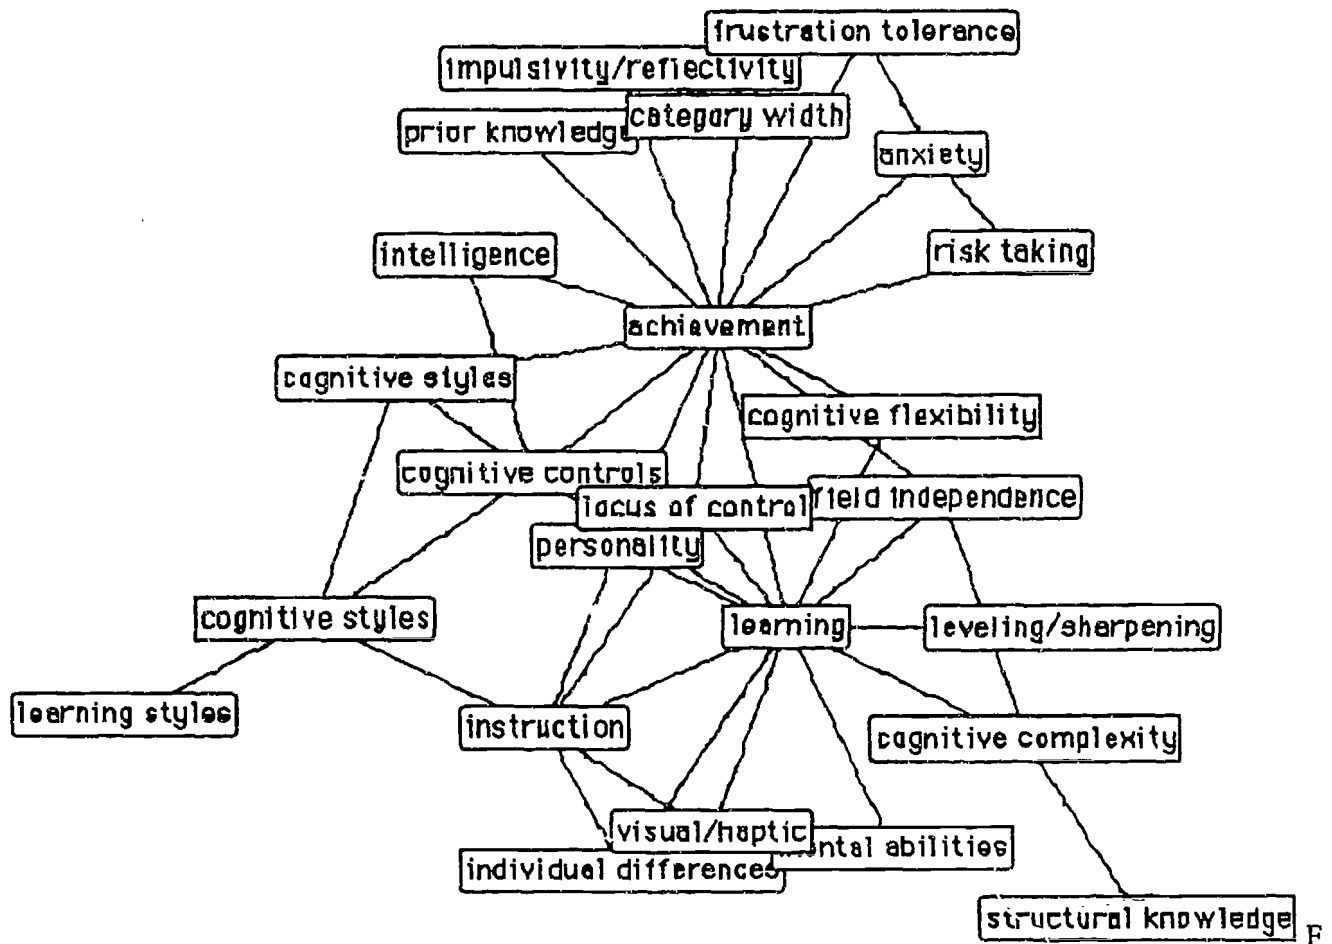 frustration tolerance
impulsivity/reflectivity
category width
prior knowledge
anxiety
risk taking
intelligence
achievement
cognitive styles
cognitive flexibility
cognitive controls
field independence
locus of control
personality
cognitive styles
learning
leveling/sharpening
learning styles
instruction
cognitive complexity
visual/haptic
mental abilities
individual differences
structural knowledge
F